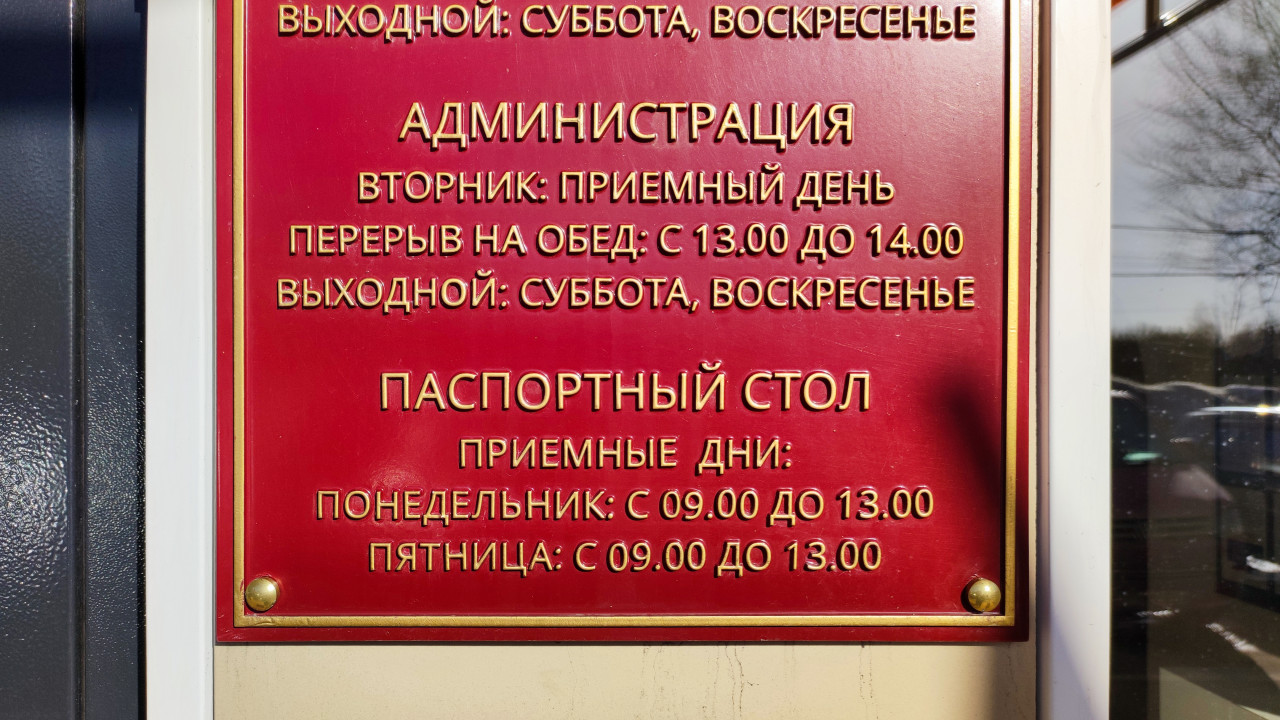 ВЫХОДНОЙ: СУББОТА, ВОСКРЕСЕНЬЕ
АДМИНИСТРАЦИЯ
ВТОРНИК: ПРИЕМНЫЙ ДЕНЬ
ПЕРЕРЫВ НА ОБЕД: С 13.00 ДО 14.00
ВЫХОДНОЙ: СУББОТА, ВОСКРЕСЕНЬЕ
ПАСПОРТНЫЙ СТОЛ
ПРИЕМНЫЕ ДНИ:
ПОНЕДЕЛЬНИК: С 09.00 ДО 13.00
ПЯТНИЦА: С 09.00 ДО 13.00